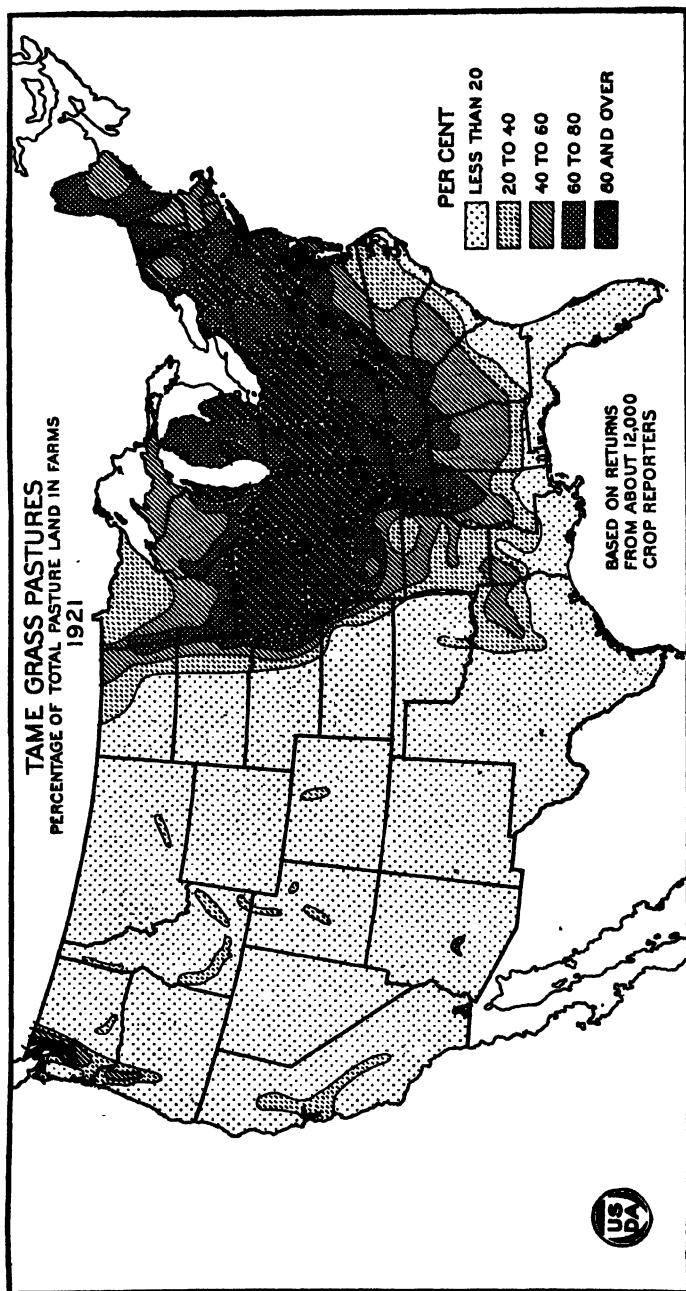 TAME GRASS PASTURES
PERCENTAGE OF TOTAL PASTURE LAND IN FARMS
1921
PER CENT
LESS THAN 20
20 TO 40
40 TO 60
60 TO 80
80 AND OVER
BASED ON RETURNS
FROM ABOUT 12,000
CROP REPORTERS
US
DA